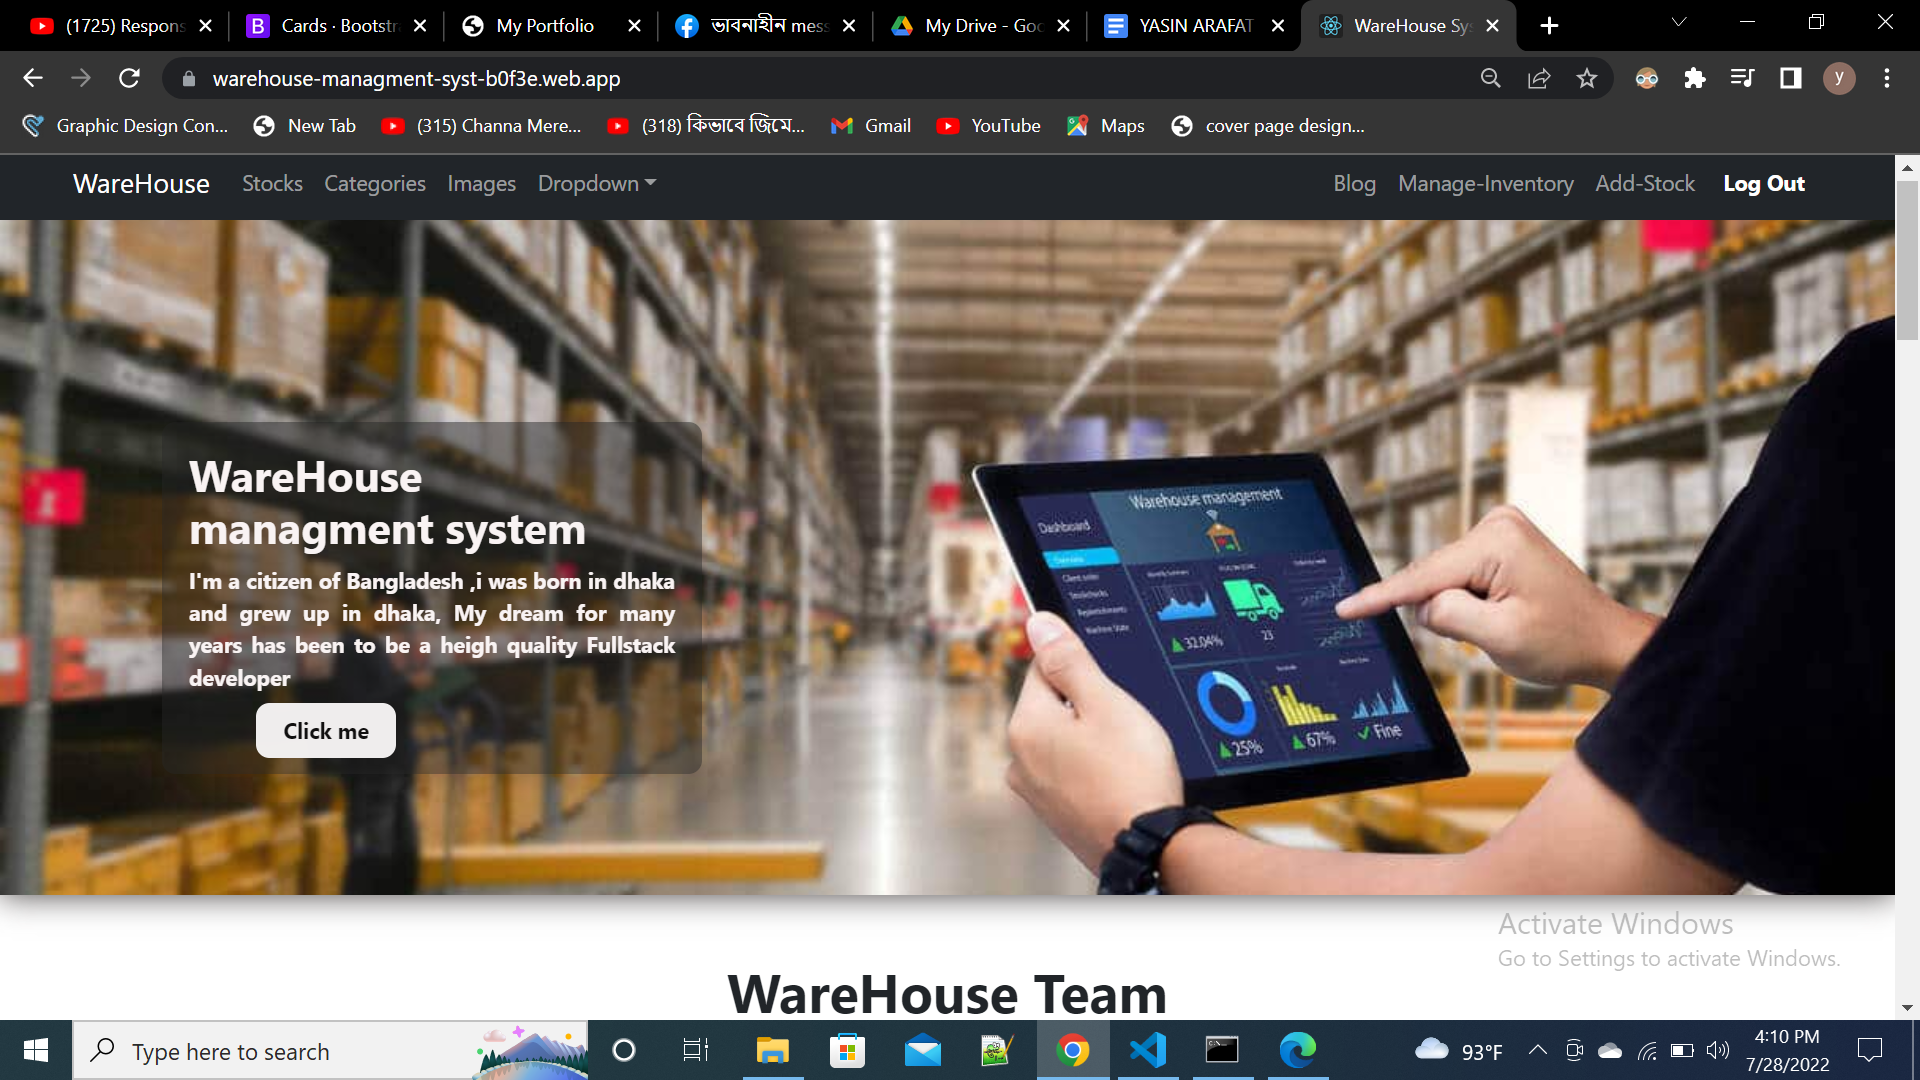 (1725) Respons
Cards · Bootstr
My Portfolio
ভাবনাহীন mess
My Drive - Goo
YASIN ARAFAT
WareHouse Sys
warehouse-managment-syst-b0f3e.web.app
y
Graphic Design Con...
New Tab
(315) Channa Mere...
(318) কিভাবে জিমে...
Gmail
YouTube
Maps
cover page design...
WareHouse
Stocks
Categories
Images
Dropdown
Blog
Manage-Inventory
Add-Stock
Log Out
WareHouse
managment system
I'm a citizen of Bangladesh ,i was born in dhaka
and grew up in dhaka, My dream for many
years has been to be a heigh quality Fullstack
developer
Click me
Warehouse management
Dashboard
32.04%
23
25%
67%
Fine
Activate Windows
Go to Settings to activate Windows.
WareHouse Team
Type here to search
93°F
4:10 PM
7/28/2022